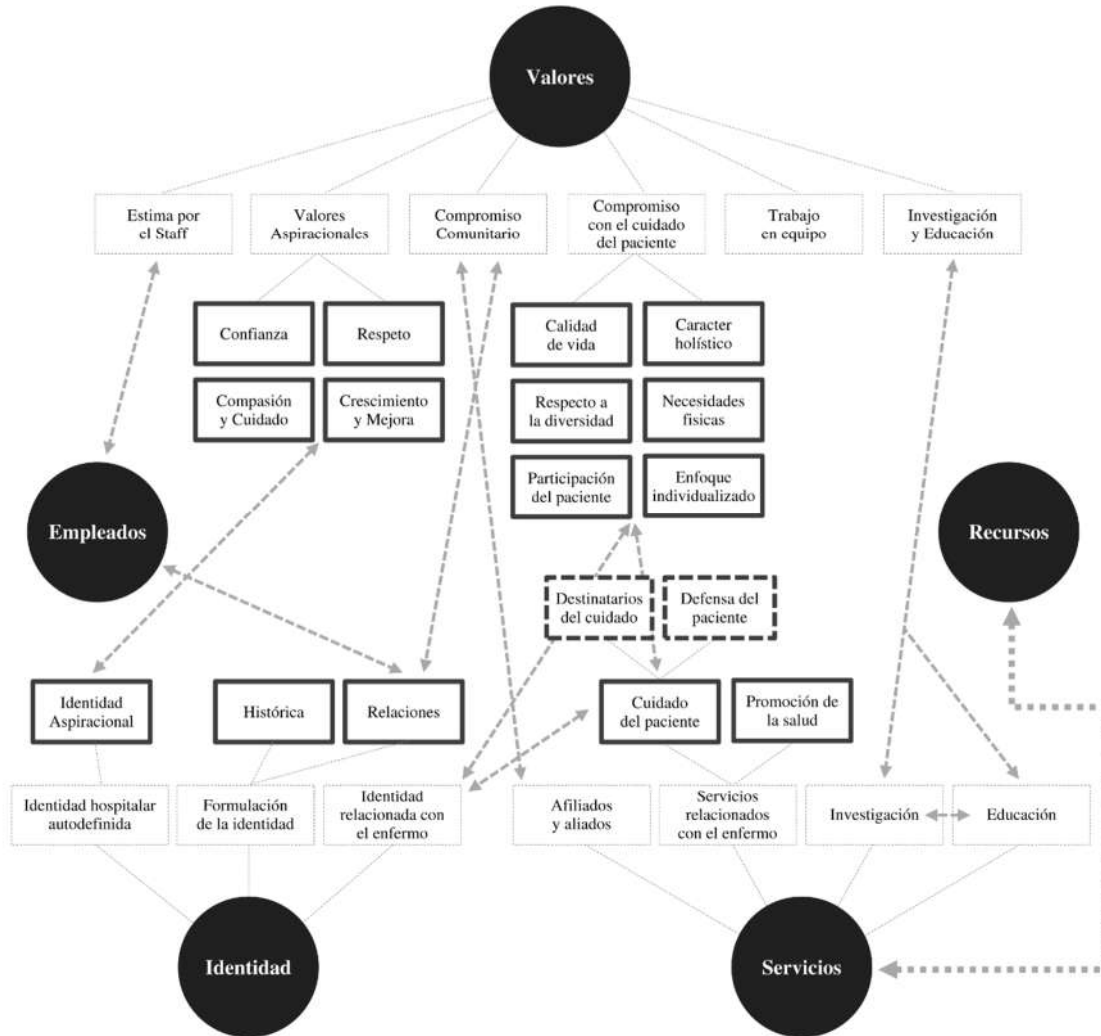 Valores
Estima por
el Staff
Valores
Aspiracionales
Compromiso
Comunitario
Compromiso
con el cuidado
del paciente
Trabajo
en equipo
Investigación
y Educación
Confianza
Respeto
Calidad
de vida
Caracter
holístico
Compasión
y Cuidado
Crecimiento
y Mejora
Respecto a
la diversidad
Necesidades
fisicas
Participación
del paciente
Enfoque
individualizado
Empleados
Recursos
Destinatarios
del cuidado
Defensa del
paciente
Identidad
Aspiracional
Histórica
Relaciones
Cuidado
del paciente
Promoción de
la salud
Identidad hospitalar
autodefinida
Formulación
de la identidad
Identidad
relacionada con
el enfermo
Afiliados
y aliados
Servicios
relacionados
con el enfermo
Investigación
Educación
Identidad
Servicios